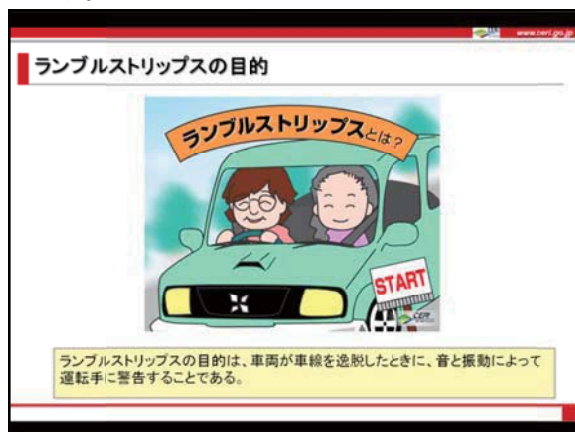 www.ceri.go.jp
ランブルストリップスの目的
ランブルストリップスとは？
START
CERI
ランブルストリップスの目的は、車両が車線を逸脱したときに、音と振動によって
運転手に警告することである。